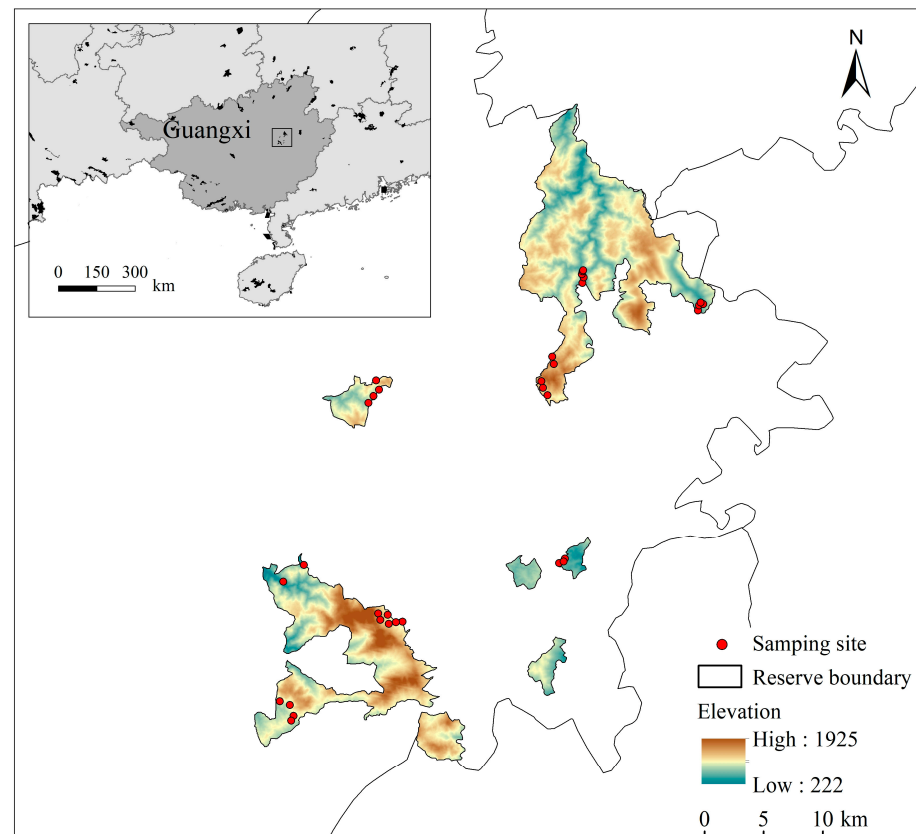 Guangxi
0 150 300
km
N
Samping site
Reserve boundary
Elevation
High : 1925
Low : 222
0 5 10 km